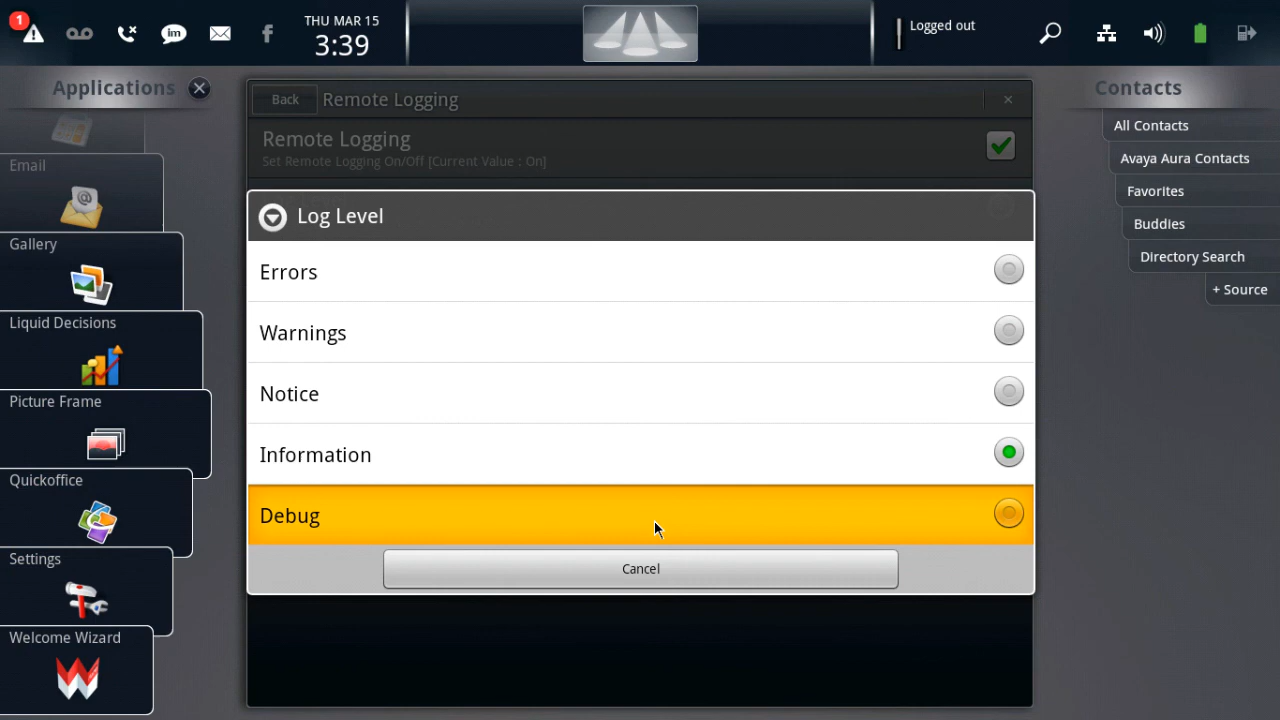 1
im
THU MAR 15
3:39
Logged out
Applications
Email
Gallery
Liquid Decisions
Picture Frame
Quickoffice
Settings
Welcome Wizard
Back
Remote Logging
Remote Logging
Set Remote Logging On/Off [Current Value : On]
Log Level
Errors
Warnings
Notice
Information
Debug
Cancel
Contacts
All Contacts
Avaya Aura Contacts
Favorites
Buddies
Directory Search
+ Source